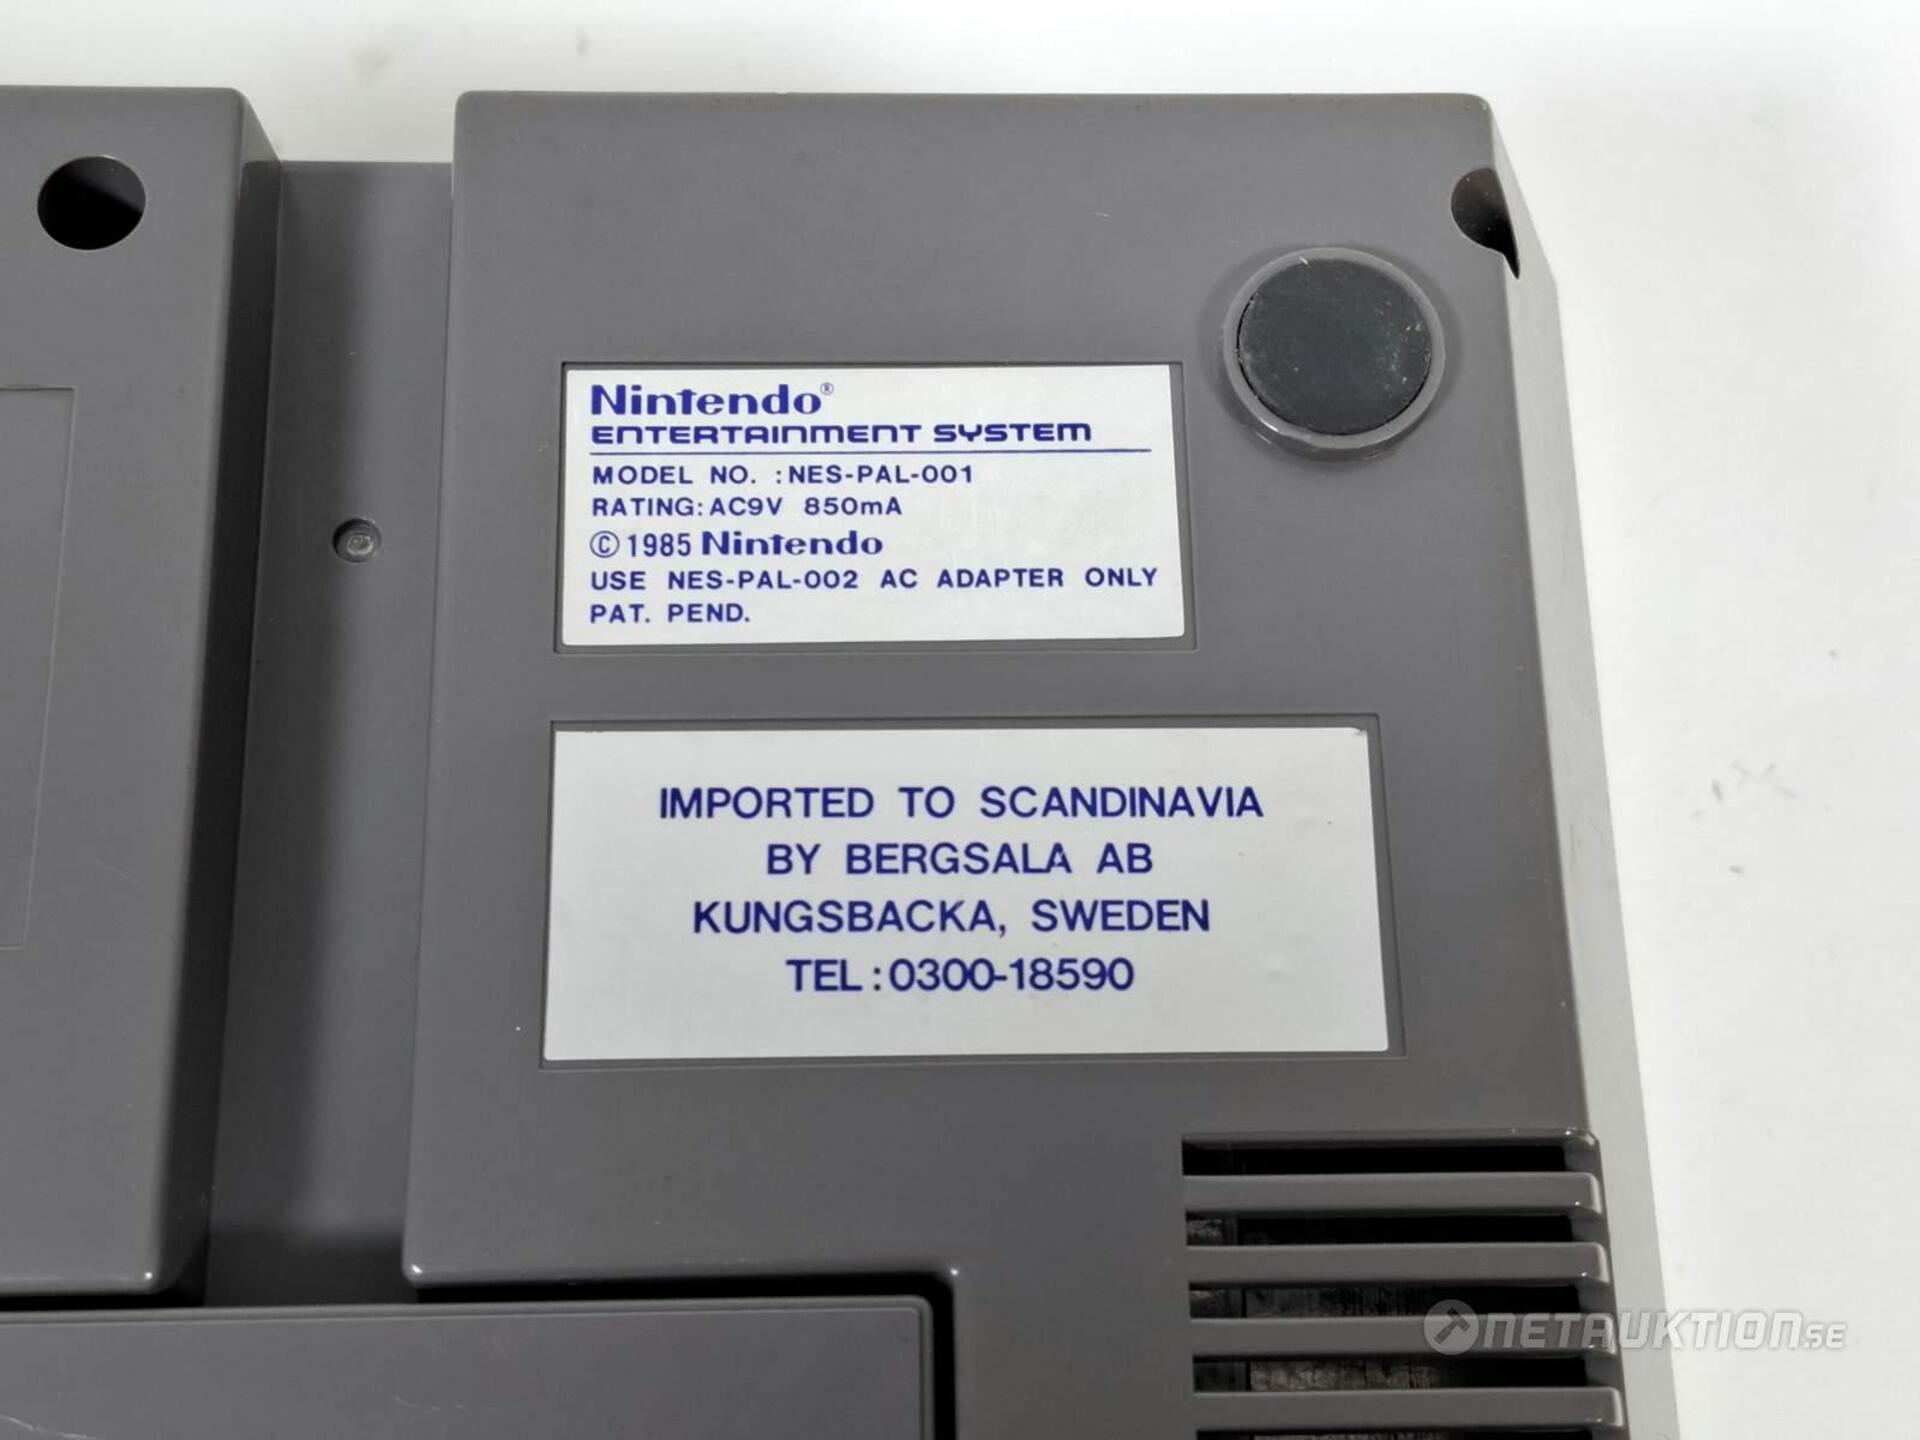 Nintendo®
ENTERTAINMENT SYSTEM
MODEL NO. :NES-PAL-001
RATING:AC9V 850mA
©1985 Nintendo
USE NES-PAL-002 AC ADAPTER ONLY
PAT. PEND.
IMPORTED TO SCANDINAVIA
BY BERGSALA AB
KUNGSBACKA, SWEDEN
TEL:0300-18590
NETAUKTION.SE